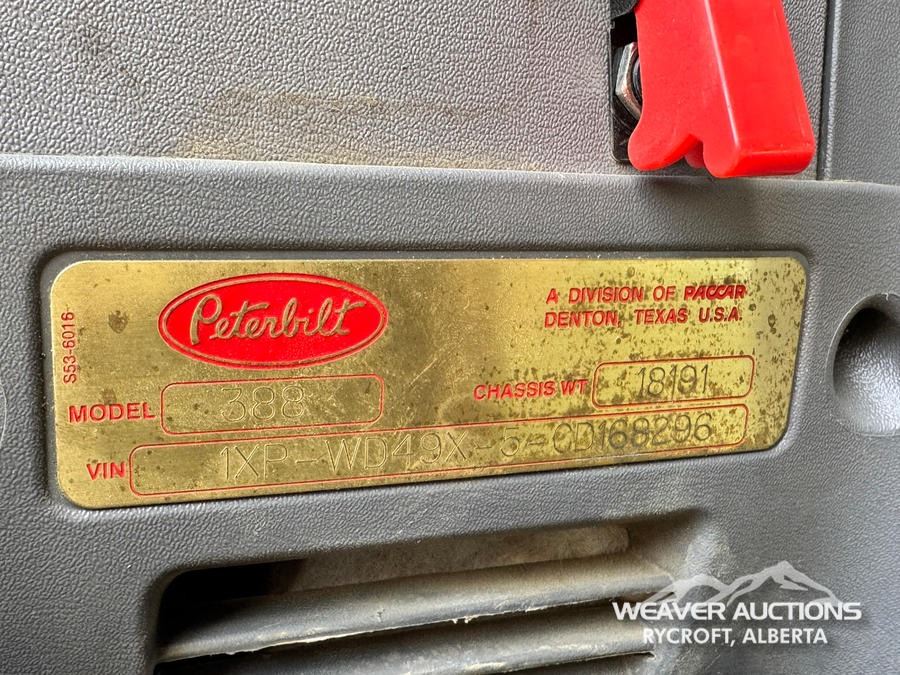 Peterbilt
A DIVISION OF PACCAR
DENTON, TEXAS U.S.A.
S53-6016
MODEL 388
CHASSIS WT 18191
VIN 1XP-WD49X-5-CD168296
WEAVER AUCTIONS
RYCROFT, ALBERTA